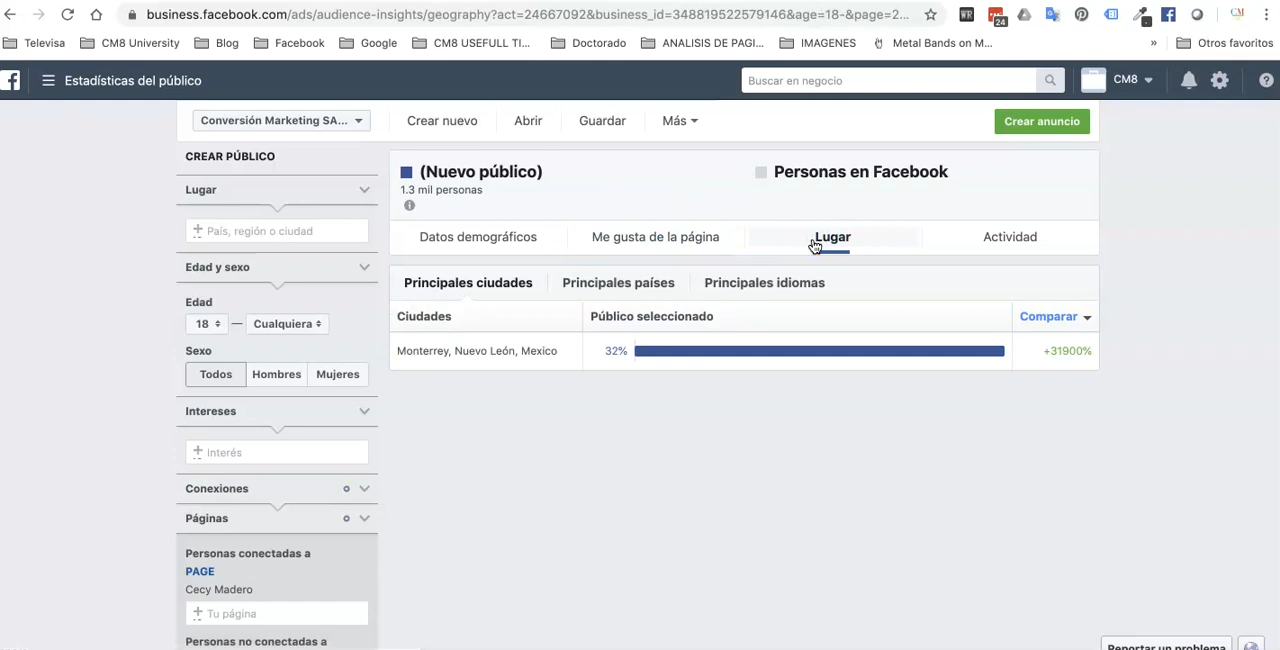 business.facebook.com/ads/audience-insights/geography?act=24667092&business_id=348819522579146&age=18-&page=2...
24
CM
Televisa
CM8 University
Blog
Facebook
Google
CM8 USEFULL TI...
Doctorado
ANALISIS DE PAGI...
IMAGENES
Metal Bands on M...
»
Otros favoritos
Estadísticas del público
Buscar en negocio
CM8
Conversión Marketing SA...
Crear nuevo
Abrir
Guardar
Más
Crear anuncio
CREAR PÚBLICO
Lugar
País, región o ciudad
Edad y sexo
Edad
18 — Cualquiera
Sexo
Todos
Hombres
Mujeres
Intereses
Interés
Conexiones
Páginas
Personas conectadas a
PAGE
Cecy Madero
Tu página
Personas no conectadas a
(Nuevo público)
1.3 mil personas
Personas en Facebook
Datos demográficos
Me gusta de la página
Lugar
Actividad
Principales ciudades
Principales países
Principales idiomas
Ciudades
Público seleccionado
Comparar
Monterrey, Nuevo León, Mexico
32%
+31900%
Reportar un problema